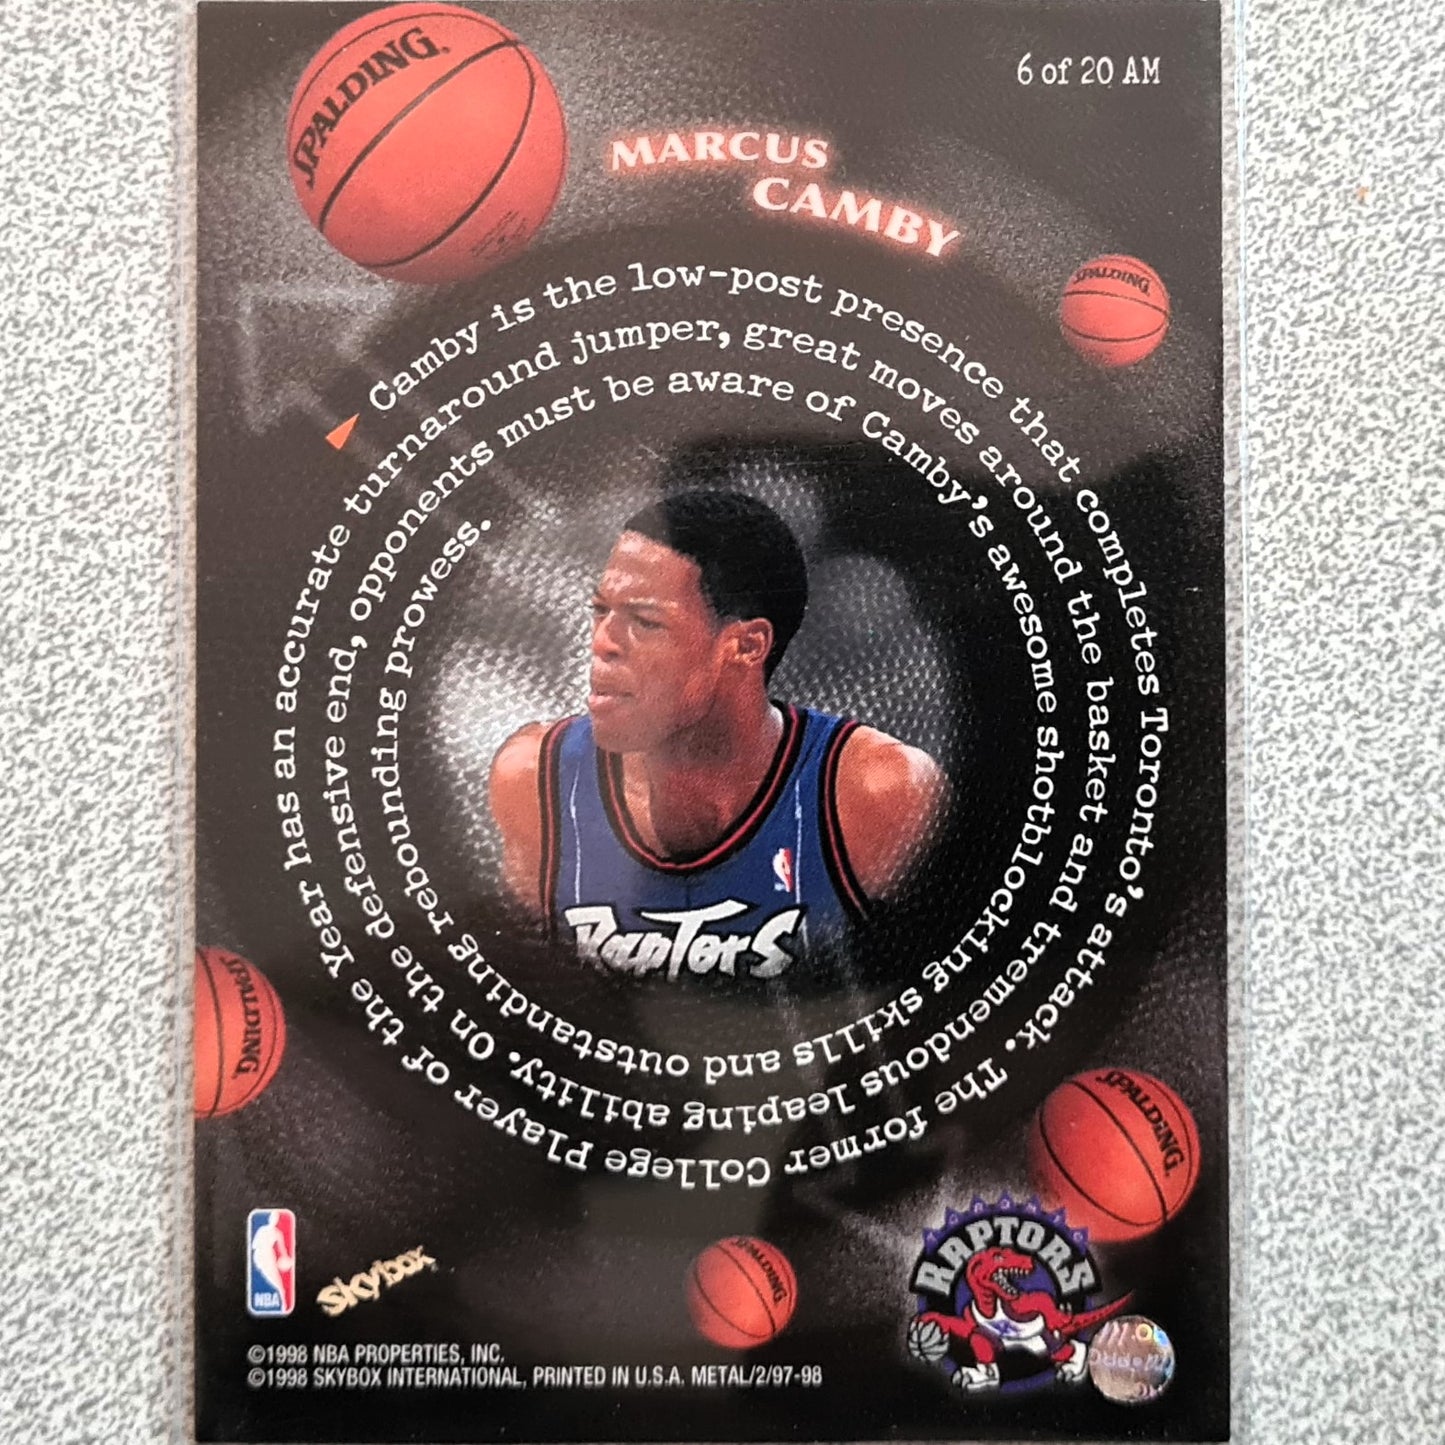 SPALDING
6 of 20 AM
MARCUS
CAMBY
SPALDING
Camby is the low-post presence that completes Toronto's attack. The former College Player of the Year has an accurate turnaround jumper, great moves around the basket and tremendous leaping ability. On the defensive end, opponents must be aware of Camby's awesome shotblocking skills and outstanding rebounding prowess.
RapTorS
SPALDING
SPALDING
SPALDING
RAPTORS
NBA
Skybox
©1998 NBA PROPERTIES, INC.
©1998 SKYBOX INTERNATIONAL, PRINTED IN U.S.A. METAL/2/97-98